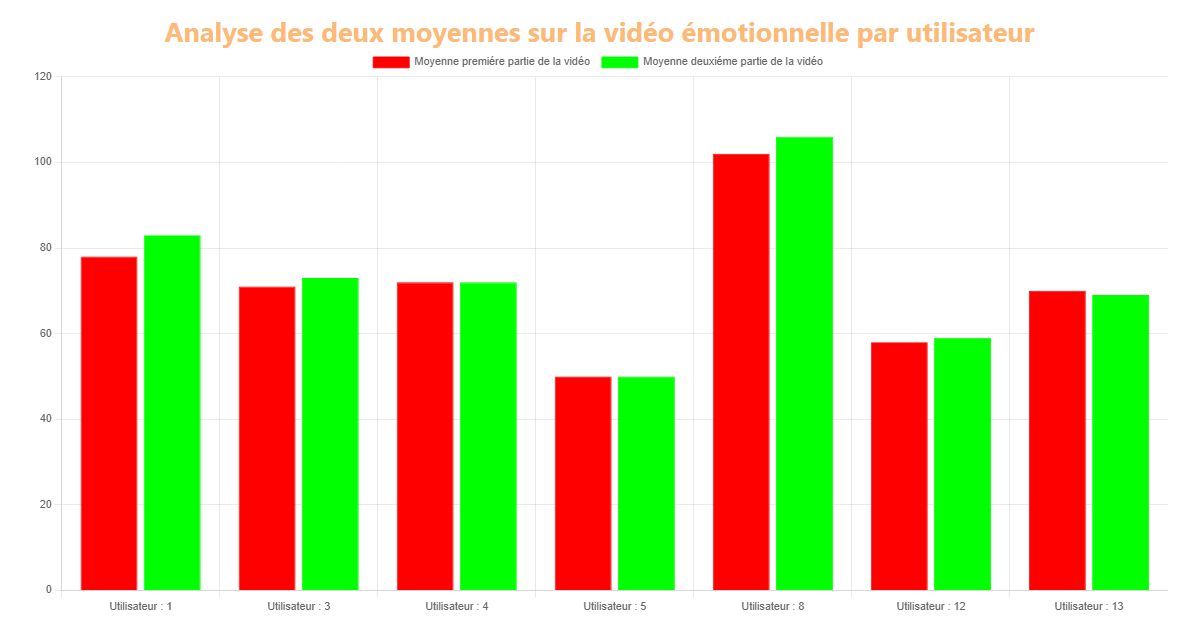 Analyse des deux moyennes sur la vidéo émotionnelle par utilisateur
Moyenne premiére partie de la vidéo Moyenne deuxiéme partie de la vidéo
120
100
80
60
40
20
0
Utilisateur : 1 Utilisateur : 3 Utilisateur : 4 Utilisateur : 5 Utilisateur : 8 Utilisateur : 12 Utilisateur : 13